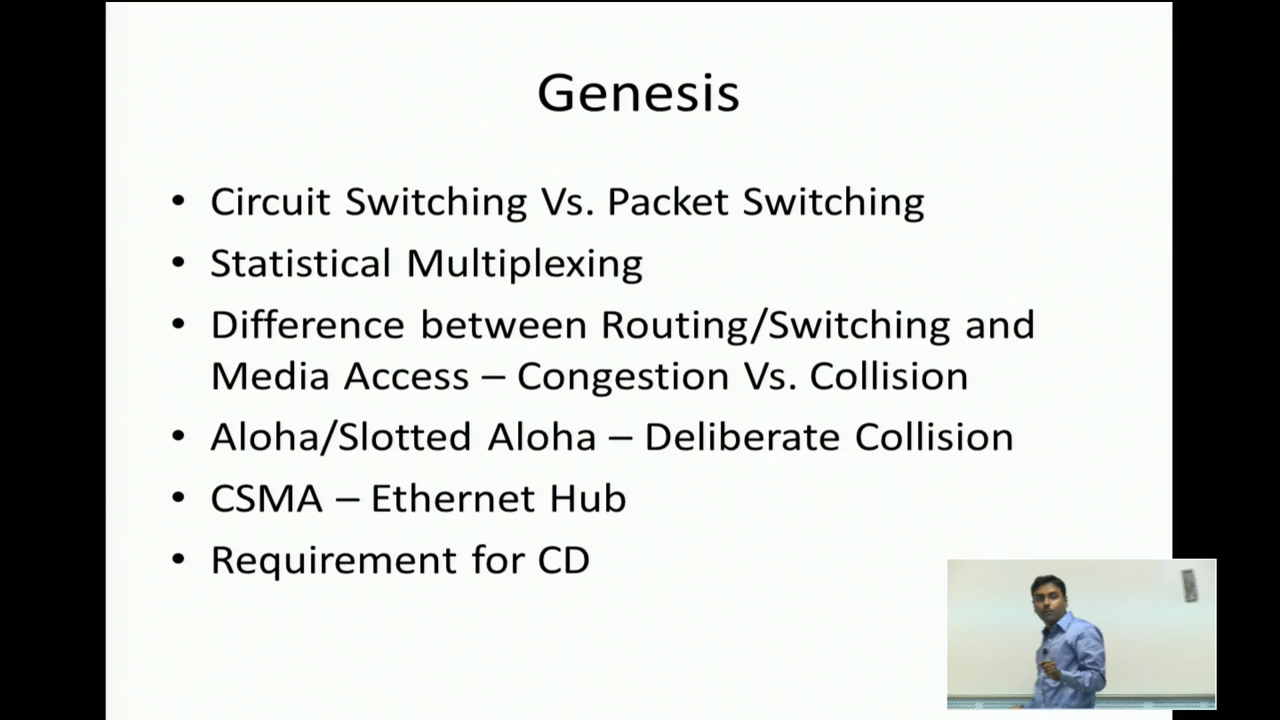 Genesis
• Circuit Switching Vs. Packet Switching
• Statistical Multiplexing
• Difference between Routing/Switching and
Media Access – Congestion Vs. Collision
• Aloha/Slotted Aloha – Deliberate Collision
• CSMA – Ethernet Hub
• Requirement for CD